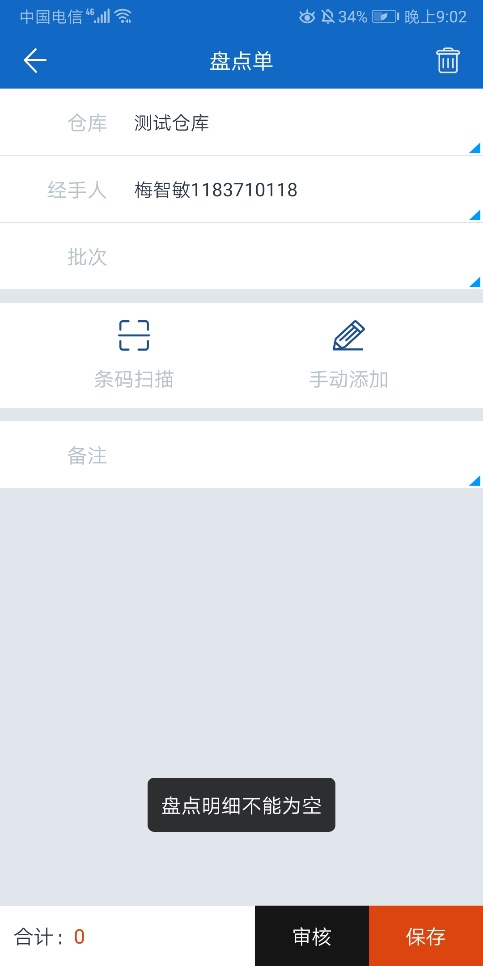 中国电信 4G 34% 晚上9:02
盘点单
仓库 测试仓库
经手人 梅智敏1183710118
批次
条码扫描 手动添加
备注
盘点明细不能为空
合计：0 审核 保存